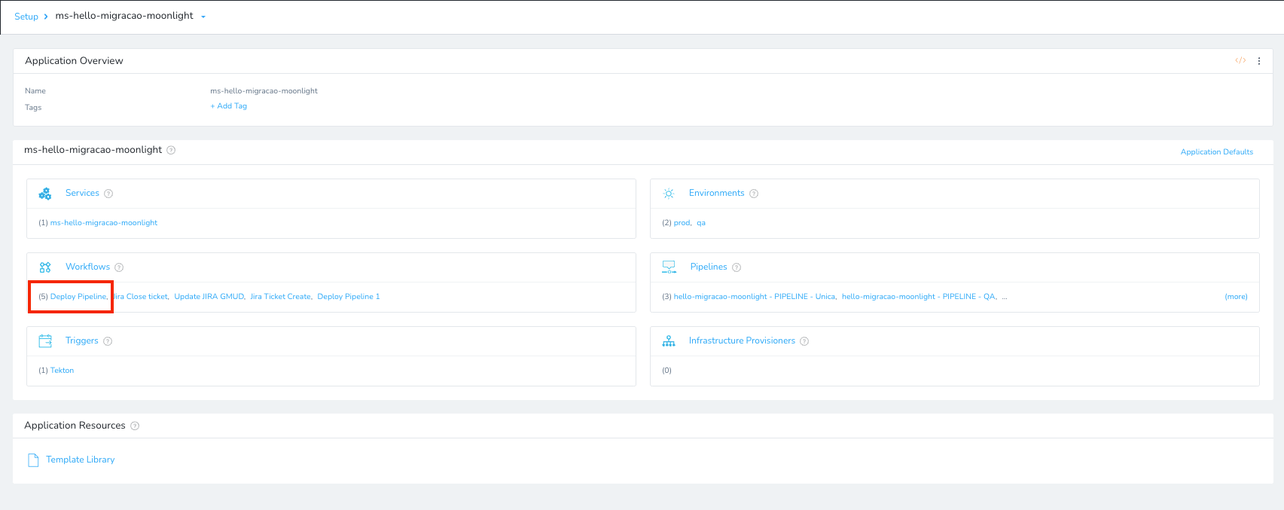 Setup > ms-hello-migracao-moonlight
Application Overview
</>
Name ms-hello-migracao-moonlight
Tags + Add Tag
ms-hello-migracao-moonlight ?
Application Defaults
Services ?
(1) ms-hello-migracao-moonlight
Environments ?
(2) prod, qa
Workflows ?
(5) Deploy Pipeline, Jira Close ticket, Update JIRA GMUD, Jira Ticket Create, Deploy Pipeline 1
Pipelines ?
(3) hello-migracao-moonlight - PIPELINE - Unica, hello-migracao-moonlight - PIPELINE - QA, ... (more)
Triggers ?
(1) Tekton
Infrastructure Provisioners ?
(0)
Application Resources ?
Template Library